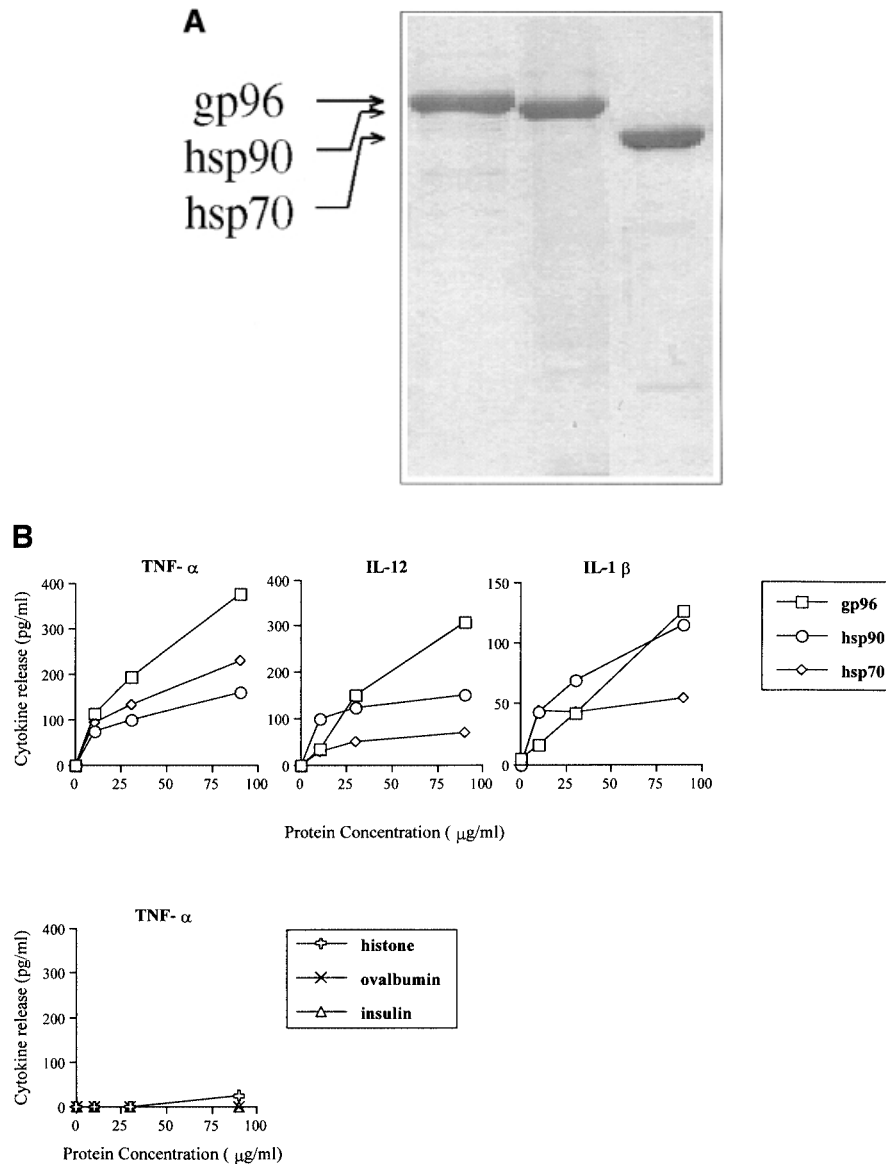 A
gp96
hsp90
hsp70
B
TNF- α
IL-12
IL-1 β
Cytokine release (pg/ml)
400
300
200
100
0
0 25 50 75 100
400
300
200
100
0
0 25 50 75 100
150
100
50
0
0 25 50 75 100
gp96
hsp90
hsp70
Protein Concentration ( μg/ml)
TNF- α
Cytokine release (pg/ml)
400
300
200
100
0
0 25 50 75 100
Protein Concentration ( μg/ml)
histone
ovalbumin
insulin